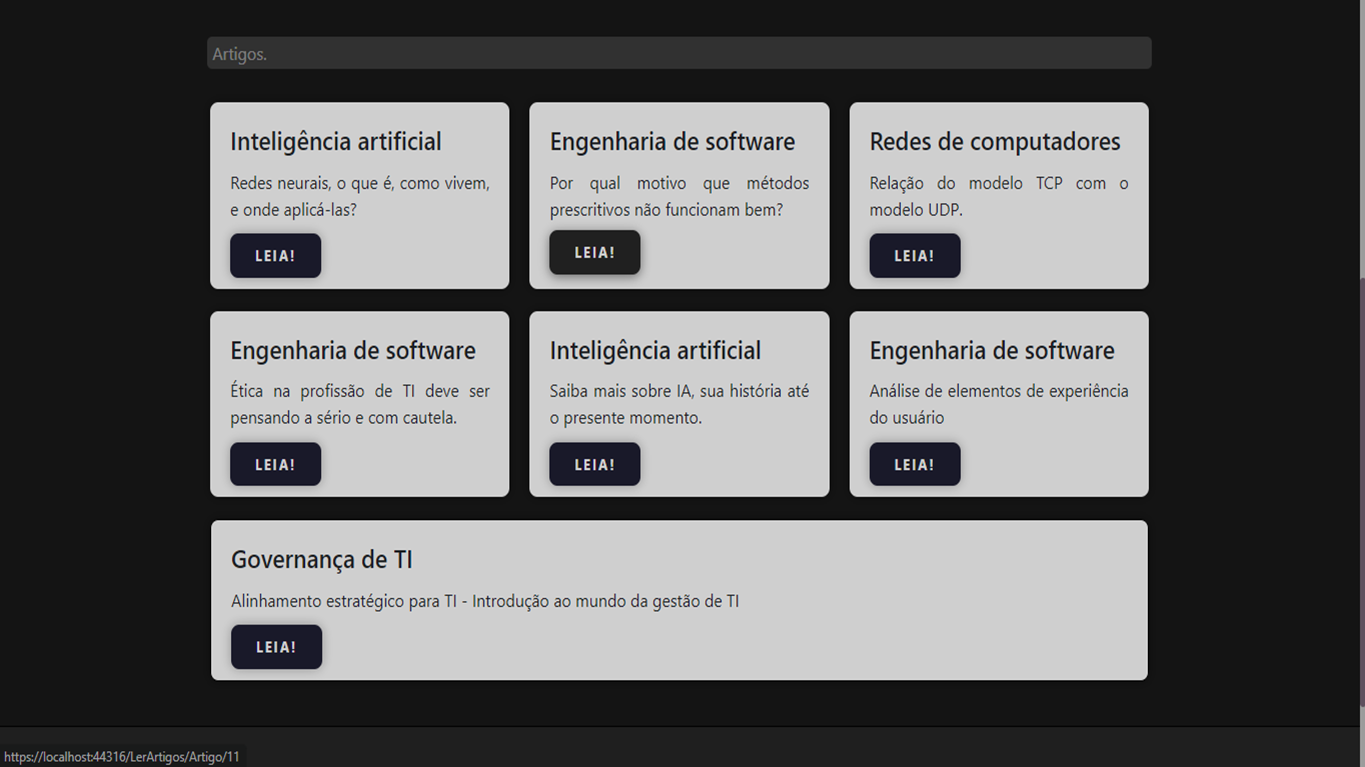 Artigos.
Inteligência artificial
Redes neurais, o que é, como vivem,
e onde aplicá-las?
LEIA!
Engenharia de software
Por qual motivo que métodos
prescritivos não funcionam bem?
LEIA!
Redes de computadores
Relação do modelo TCP com o
modelo UDP.
LEIA!
Engenharia de software
Ética na profissão de TI deve ser
pensando a sério e com cautela.
LEIA!
Inteligência artificial
Saiba mais sobre IA, sua história até
o presente momento.
LEIA!
Engenharia de software
Análise de elementos de experiência
do usuário
LEIA!
Governança de TI
Alinhamento estratégico para TI - Introdução ao mundo da gestão de TI
LEIA!
https://localhost:44316/LerArtigos/Artigo/11